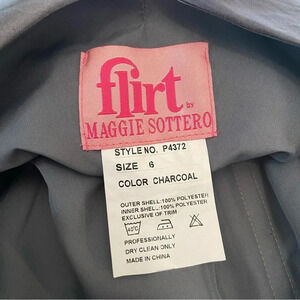 flirt by
MAGGIE SOTTERO
STYLE NO. P4372
SIZE 6
COLOR CHARCOAL
OUTER SHELL:100% POLYESTER
INNER SHELL:100% POLYESTER
EXCLUSIVE OF TRIM
40°C
PROFESSIONALLY
DRY CLEAN ONLY
MADE IN CHINA